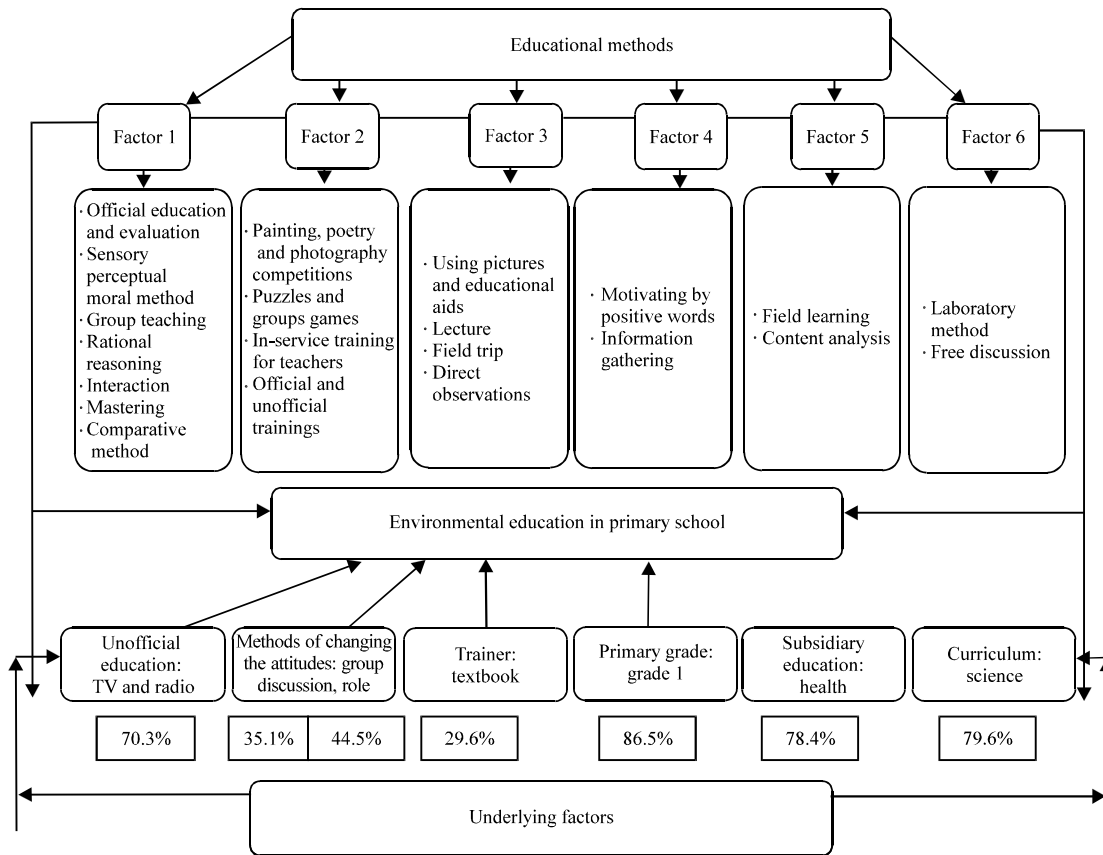 Educational methods
Factor 1
Factor 2
Factor 3
Factor 4
Factor 5
Factor 6
· Official education
and evaluation
· Sensory
perceptual
moral method
· Group teaching
· Rational
reasoning
· Interaction
· Mastering
· Comparative
method
· Painting, poetry
and photography
competitions
· Puzzles and
groups games
· In-service training
for teachers
· Official and
unofficial
trainings
· Using pictures
and educational
aids
· Lecture
· Field trip
· Direct
observations
· Motivating by
positive words
· Information
gathering
· Field learning
· Content analysis
· Laboratory
method
· Free discussion
Environmental education in primary school
Unofficial
education:
TV and radio
Methods of changing
the attitudes: group
discussion, role
Trainer:
textbook
Primary grade:
grade 1
Subsidiary
education:
health
Curriculum:
science
70.3%
35.1%
44.5%
29.6%
86.5%
78.4%
79.6%
Underlying factors